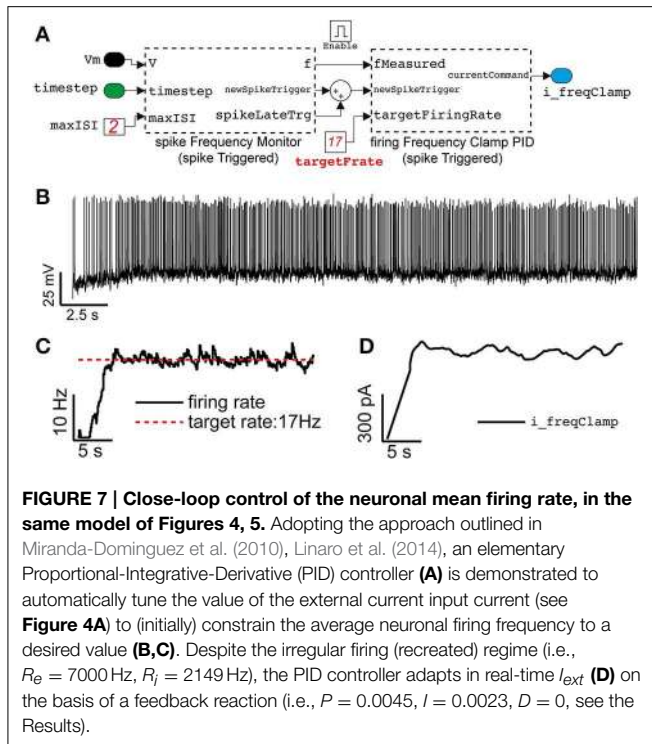 A
Enable
Vm
V
f
fMeasured
currentCommand
timestep
timestep
newSpikeTrigger
newSpikeTrigger
i_freqClamp
maxISI
2
maxISI
spikeLateTrg
targetFiringRate
spike Frequency Monitor
(spike Triggered)
17
targetFrate
firing Frequency Clamp PID
(spike Triggered)
B
25 mV
2.5 s
C
10 Hz
5 s
firing rate
target rate:17Hz
D
300 pA
5 s
i_freqClamp
FIGURE 7 | Close-loop control of the neuronal mean firing rate, in the
same model of Figures 4, 5. Adopting the approach outlined in
Miranda-Dominguez et al. (2010), Linaro et al. (2014), an elementary
Proportional-Integrative-Derivative (PID) controller (A) is demonstrated to
automatically tune the value of the external current input current (see
Figure 4A) to (initially) constrain the average neuronal firing frequency to a
desired value (B,C). Despite the irregular firing (recreated) regime (i.e.,
Re = 7000 Hz, Ri = 2149 Hz), the PID controller adapts in real-time Iext (D) on
the basis of a feedback reaction (i.e., P = 0.0045, I = 0.0023, D = 0, see the
Results).